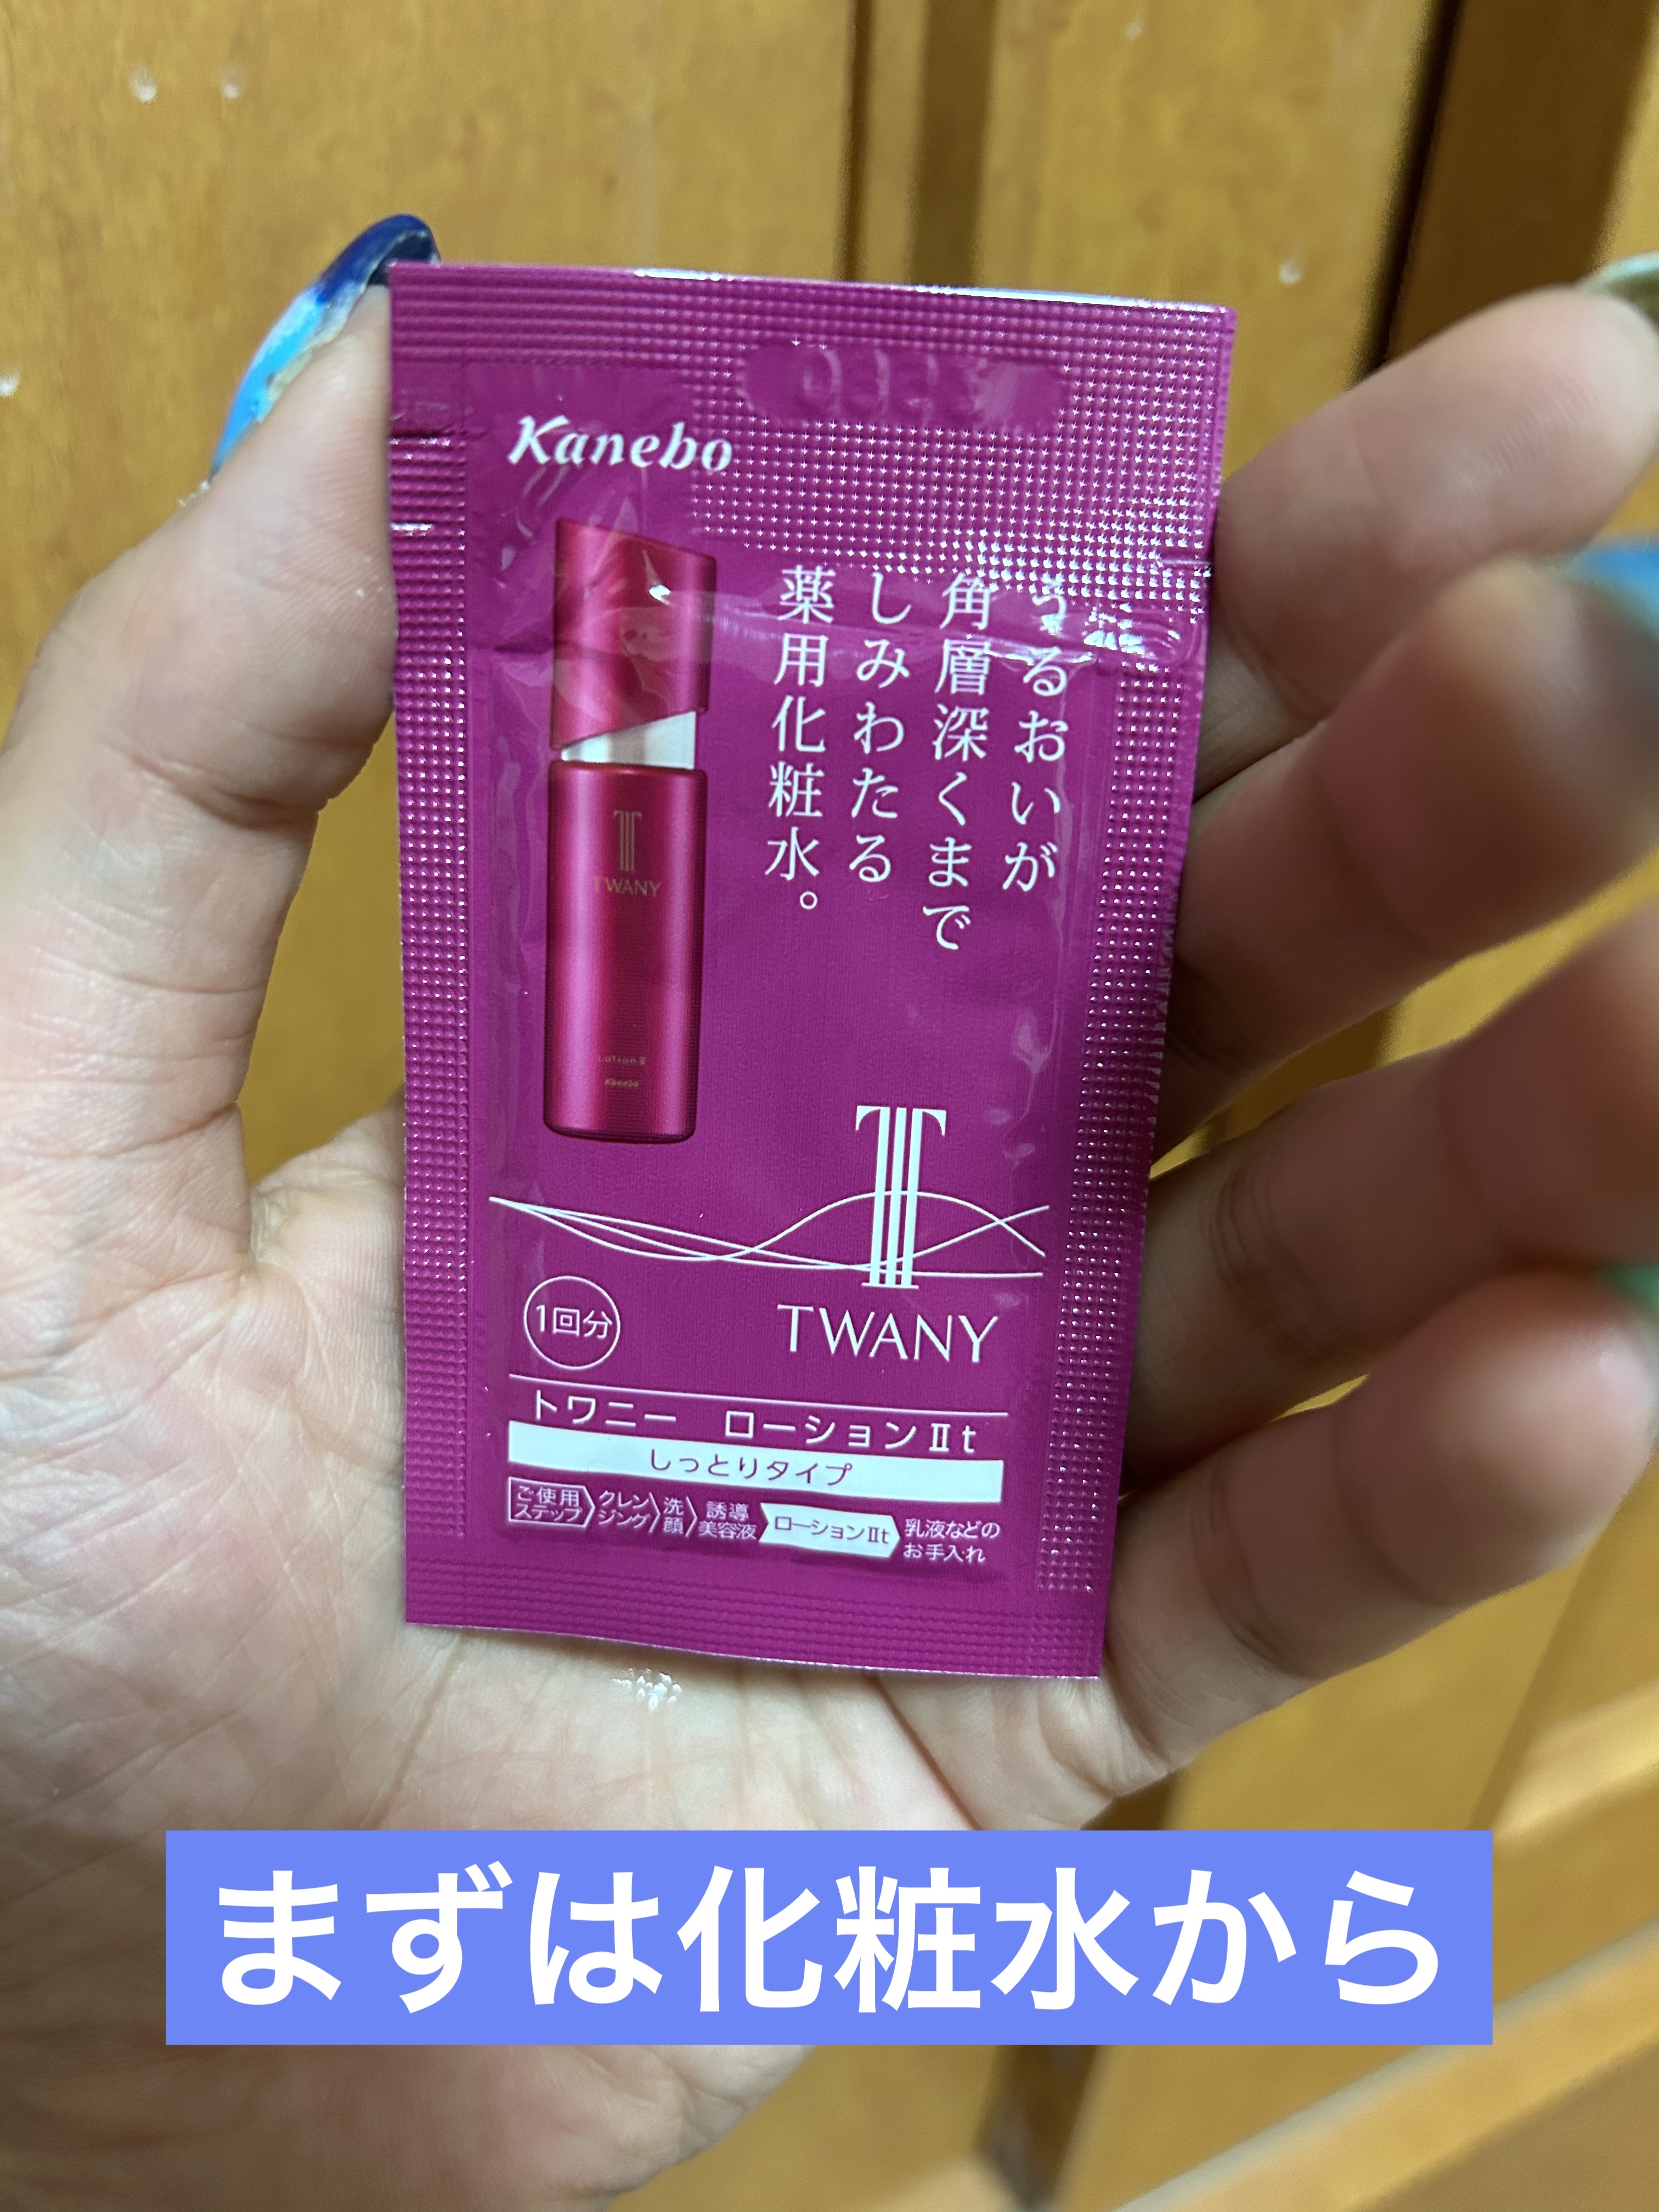 Kanebo
うるおいが
角層深くまで
しみわたる
薬用化粧水。
T
TWANY
Lotion II
Kanebo
T
TWANY
1回分
トワニー ローションⅡt
しっとりタイプ
ご使用
ステップ
クレン
ジング
洗
顔
誘導
美容液
ローションⅡt
乳液などの
お手入れ
まずは化粧水から